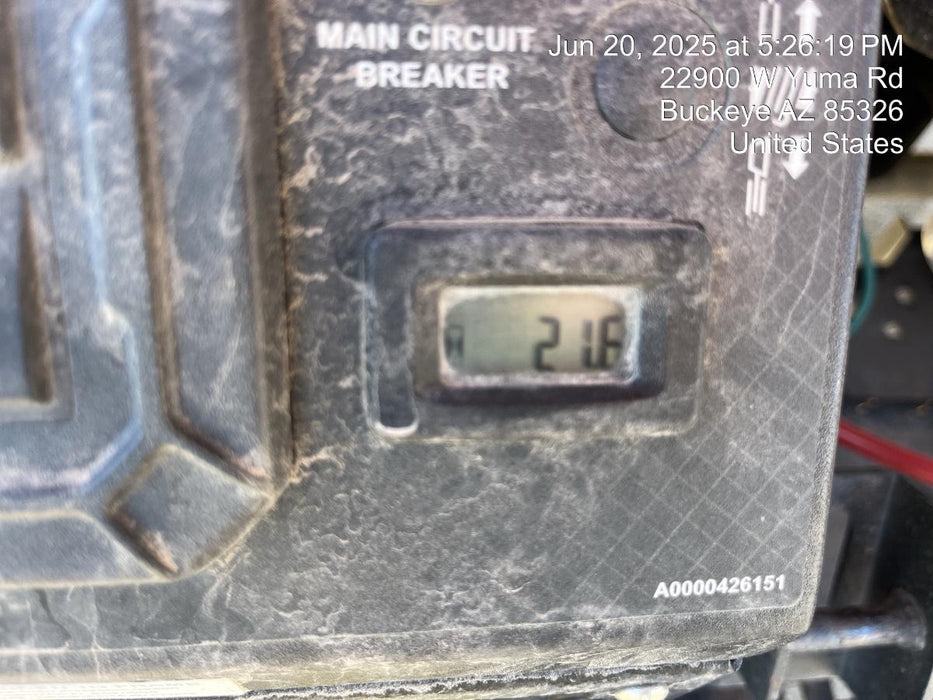 MAIN CIRCUIT
BREAKER
Jun 20, 2025 at 5:26:19 PM
22900 W Yuma Rd
Buckeye AZ 85326
United States
21.6
A0000426151